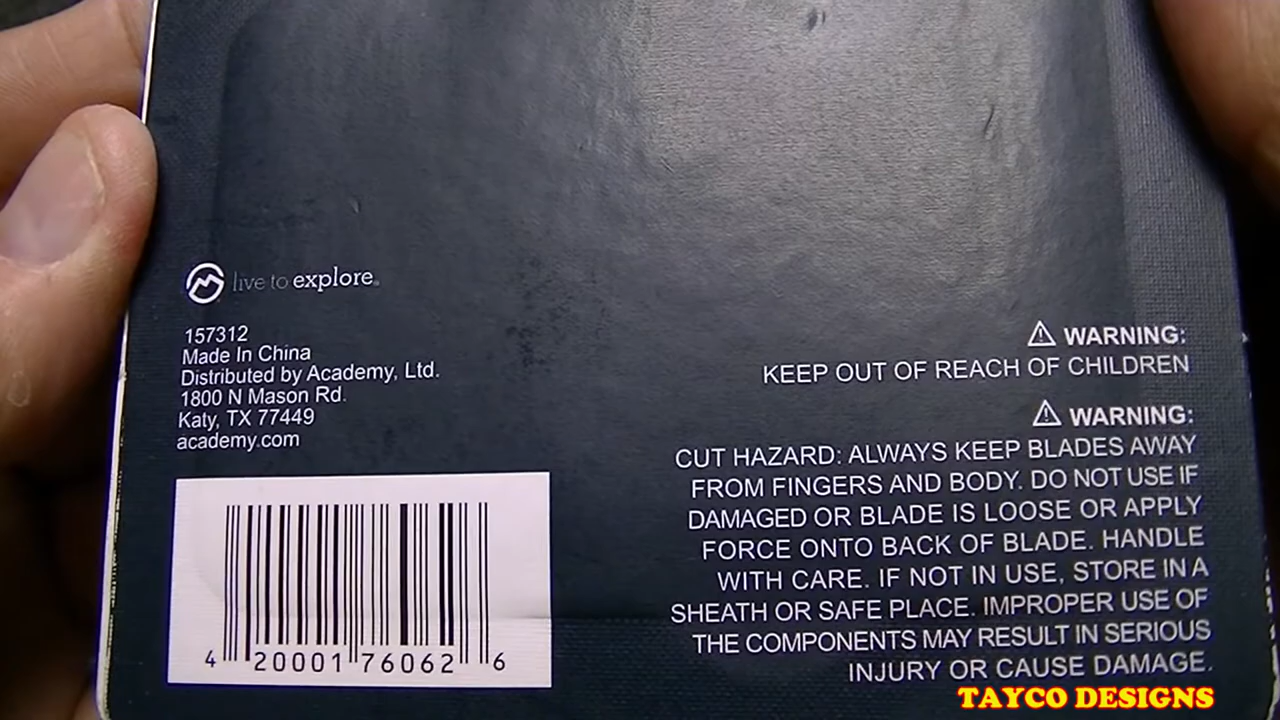 live to explore.
157312
Made In China
Distributed by Academy, Ltd.
1800 N Mason Rd.
Katy, TX 77449
academy.com
4 20001 76062 6
⚠ WARNING:
KEEP OUT OF REACH OF CHILDREN
⚠ WARNING:
CUT HAZARD: ALWAYS KEEP BLADES AWAY
FROM FINGERS AND BODY. DO NOT USE IF
DAMAGED OR BLADE IS LOOSE OR APPLY
FORCE ONTO BACK OF BLADE. HANDLE
WITH CARE. IF NOT IN USE, STORE IN A
SHEATH OR SAFE PLACE. IMPROPER USE OF
THE COMPONENTS MAY RESULT IN SERIOUS
INJURY OR CAUSE DAMAGE.
TAYCO DESIGNS